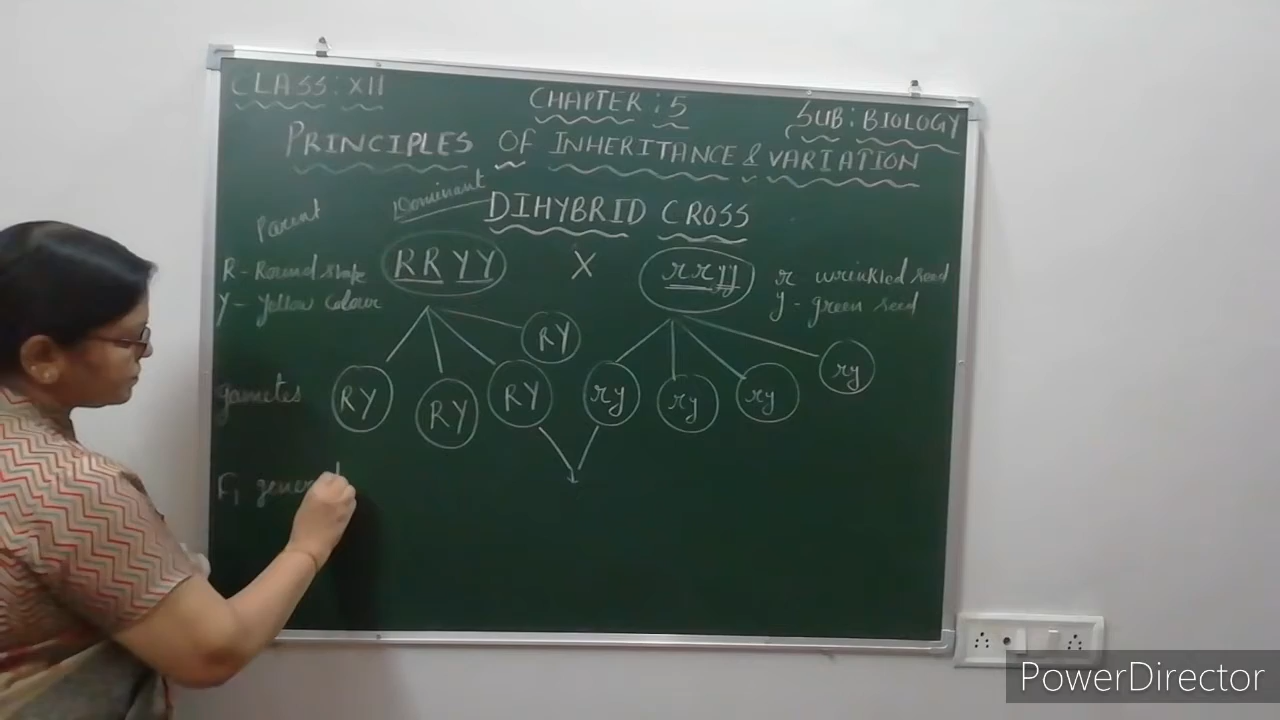 CLASS: XII
CHAPTER: 5
SUB: BIOLOGY
PRINCIPLES OF INHERITANCE & VARIATION
Parent
Dominant
DIHYBRID CROSS
RRYY X rryy
R - Round shape
Y - Yellow colour
r wrinkled seed
y - green seed
gametes
RY RY RY RY ry ry ry ry
F1 gener
PowerDirector